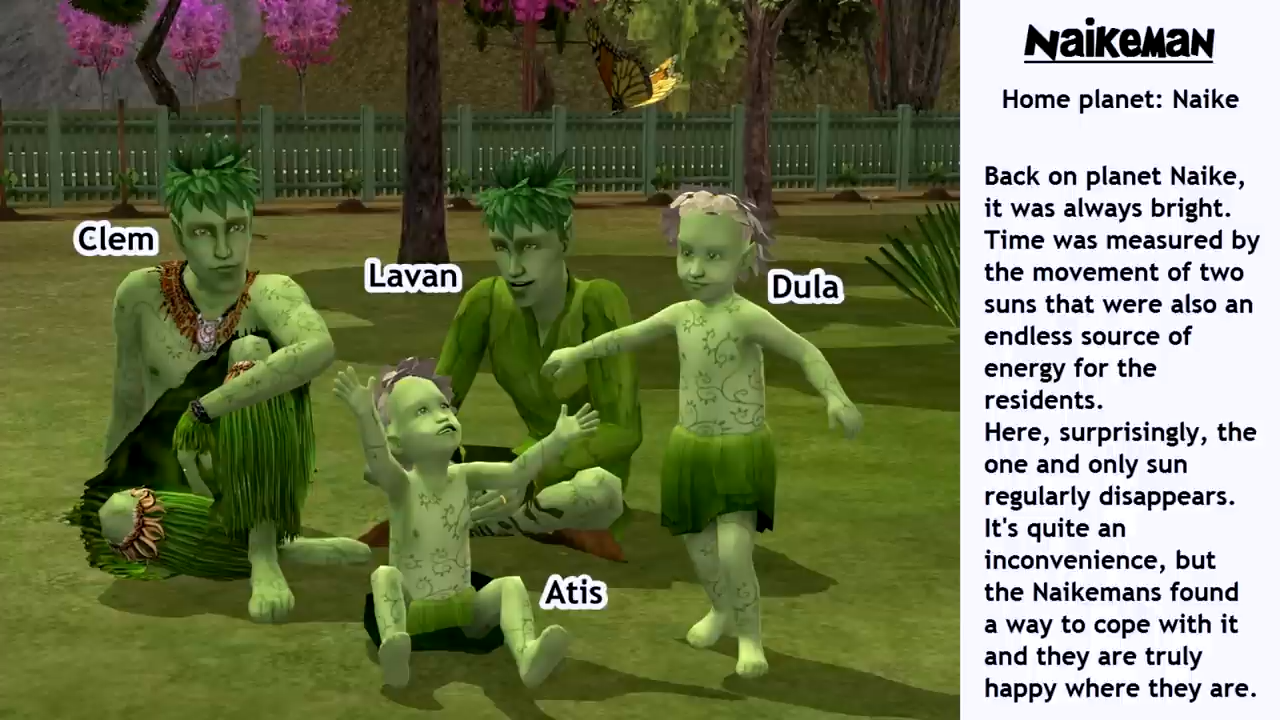 Naikeman
Home planet: Naike
Back on planet Naike,
it was always bright.
Time was measured by
the movement of two
suns that were also an
endless source of
energy for the
residents.
Here, surprisingly, the
one and only sun
regularly disappears.
It's quite an
inconvenience, but
the Naikemans found
a way to cope with it
and they are truly
happy where they are.
Clem
Lavan
Dula
Atis